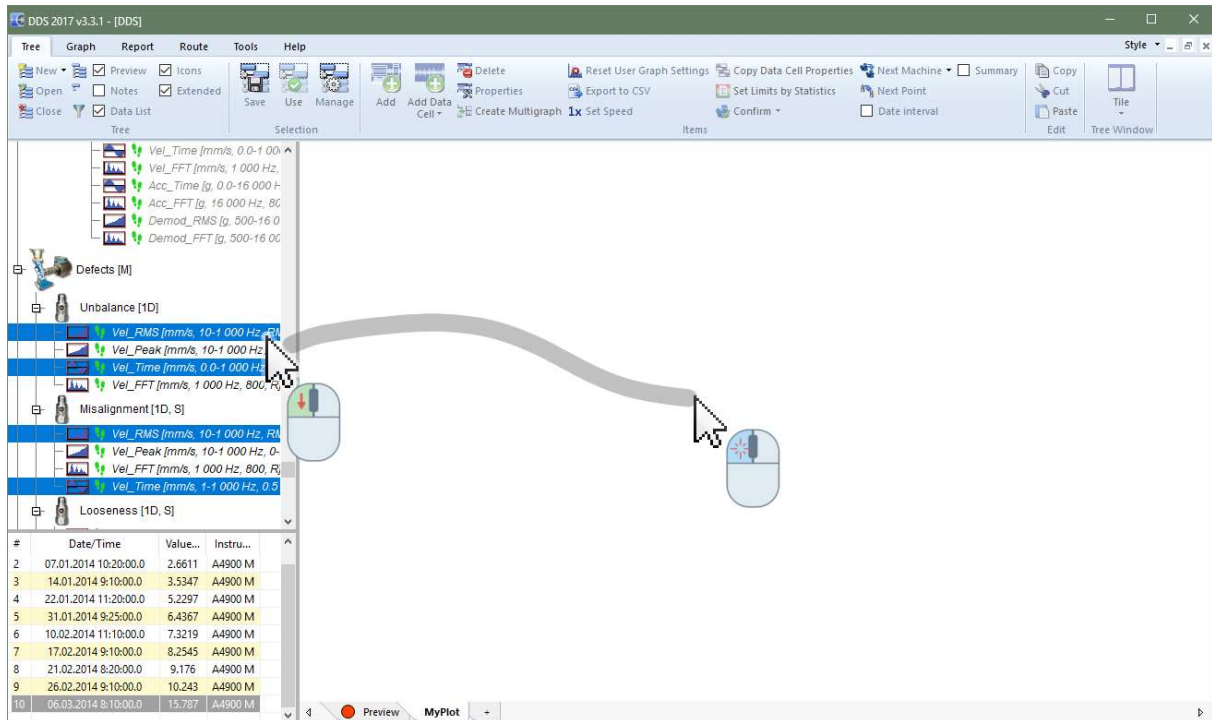 DDS 2017 v3.3.1 - [DDS]
Tree Graph Report Route Tools Help Style
New Preview Icons
Open Notes Extended
Close Data List
Tree
Save Use Manage
Selection
Add Add Data Cell
Delete
Properties
Create Multigraph
Reset User Graph Settings
Export to CSV
1x Set Speed
Copy Data Cell Properties
Set Limits by Statistics
Confirm
Next Machine Summary
Next Point
Date interval
Items
Copy
Cut
Paste
Edit
Tile
Tree Window
Vel_Time [mm/s, 0.0-1 00
Vel_FFT [mm/s, 1 000 Hz,
Acc_Time [g, 0.0-16 000 H
Acc_FFT [g, 16 000 Hz, 80
Demod_RMS [g, 500-16 0
Demod_FFT [g, 500-16 00
Defects [M]
Unbalance [1D]
Vel_RMS [mm/s, 10-1 000 Hz, RM
Vel_Peak [mm/s, 10-1 000 Hz,
Vel_Time [mm/s, 0.0-1 000 Hz
Vel_FFT [mm/s, 1 000 Hz, 800, R
Misalignment [1D, S]
Vel_RMS [mm/s, 10-1 000 Hz, RM
Vel_Peak [mm/s, 10-1 000 Hz, 0-
Vel_FFT [mm/s, 1 000 Hz, 800, R
Vel_Time [mm/s, 1-1 000 Hz, 0.5
Looseness [1D, S]
# Date/Time Value... Instru...
2 07.01.2014 10:20:00.0 2.6611 A4900 M
3 14.01.2014 9:10:00.0 3.5347 A4900 M
4 22.01.2014 11:20:00.0 5.2297 A4900 M
5 31.01.2014 9:25:00.0 6.4367 A4900 M
6 10.02.2014 11:10:00.0 7.3219 A4900 M
7 17.02.2014 9:10:00.0 8.2545 A4900 M
8 21.02.2014 8:20:00.0 9.176 A4900 M
9 26.02.2014 9:10:00.0 10.243 A4900 M
10 06.03.2014 8:10:00.0 15.787 A4900 M
Preview MyPlot +